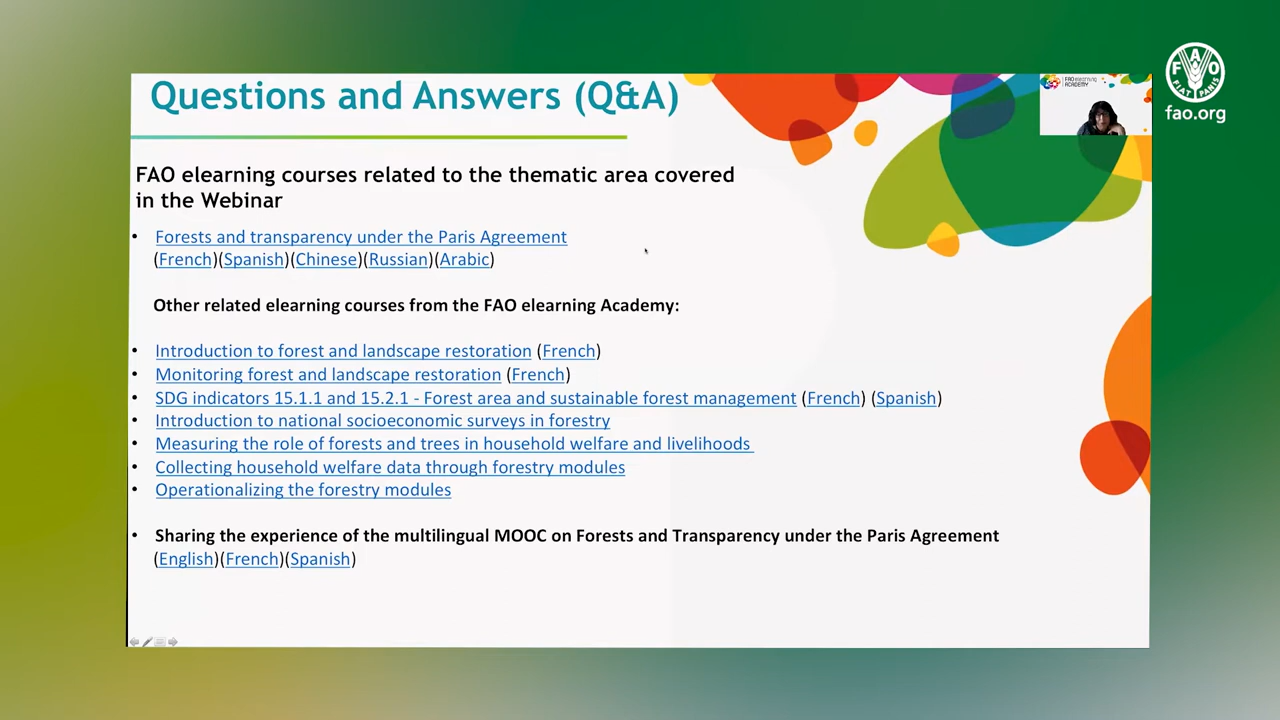 Questions and Answers (Q&A)
FAO elearning
ACADEMY
FAO
FIAT PANIS
fao.org
FAO elearning courses related to the thematic area covered
in the Webinar
• Forests and transparency under the Paris Agreement
(French)(Spanish)(Chinese)(Russian)(Arabic)
Other related elearning courses from the FAO elearning Academy:
• Introduction to forest and landscape restoration (French)
• Monitoring forest and landscape restoration (French)
• SDG indicators 15.1.1 and 15.2.1 - Forest area and sustainable forest management (French) (Spanish)
• Introduction to national socioeconomic surveys in forestry
• Measuring the role of forests and trees in household welfare and livelihoods
• Collecting household welfare data through forestry modules
• Operationalizing the forestry modules
• Sharing the experience of the multilingual MOOC on Forests and Transparency under the Paris Agreement
(English)(French)(Spanish)